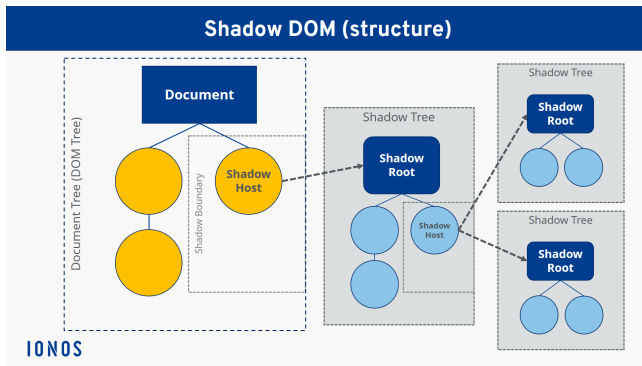 Shadow DOM (structure)
Document Tree (DOM Tree)
Document
Shadow
Host
Shadow Boundary
Shadow Tree
Shadow
Root
Shadow
Host
Shadow Tree
Shadow
Root
Shadow Tree
Shadow
Root
IONOS